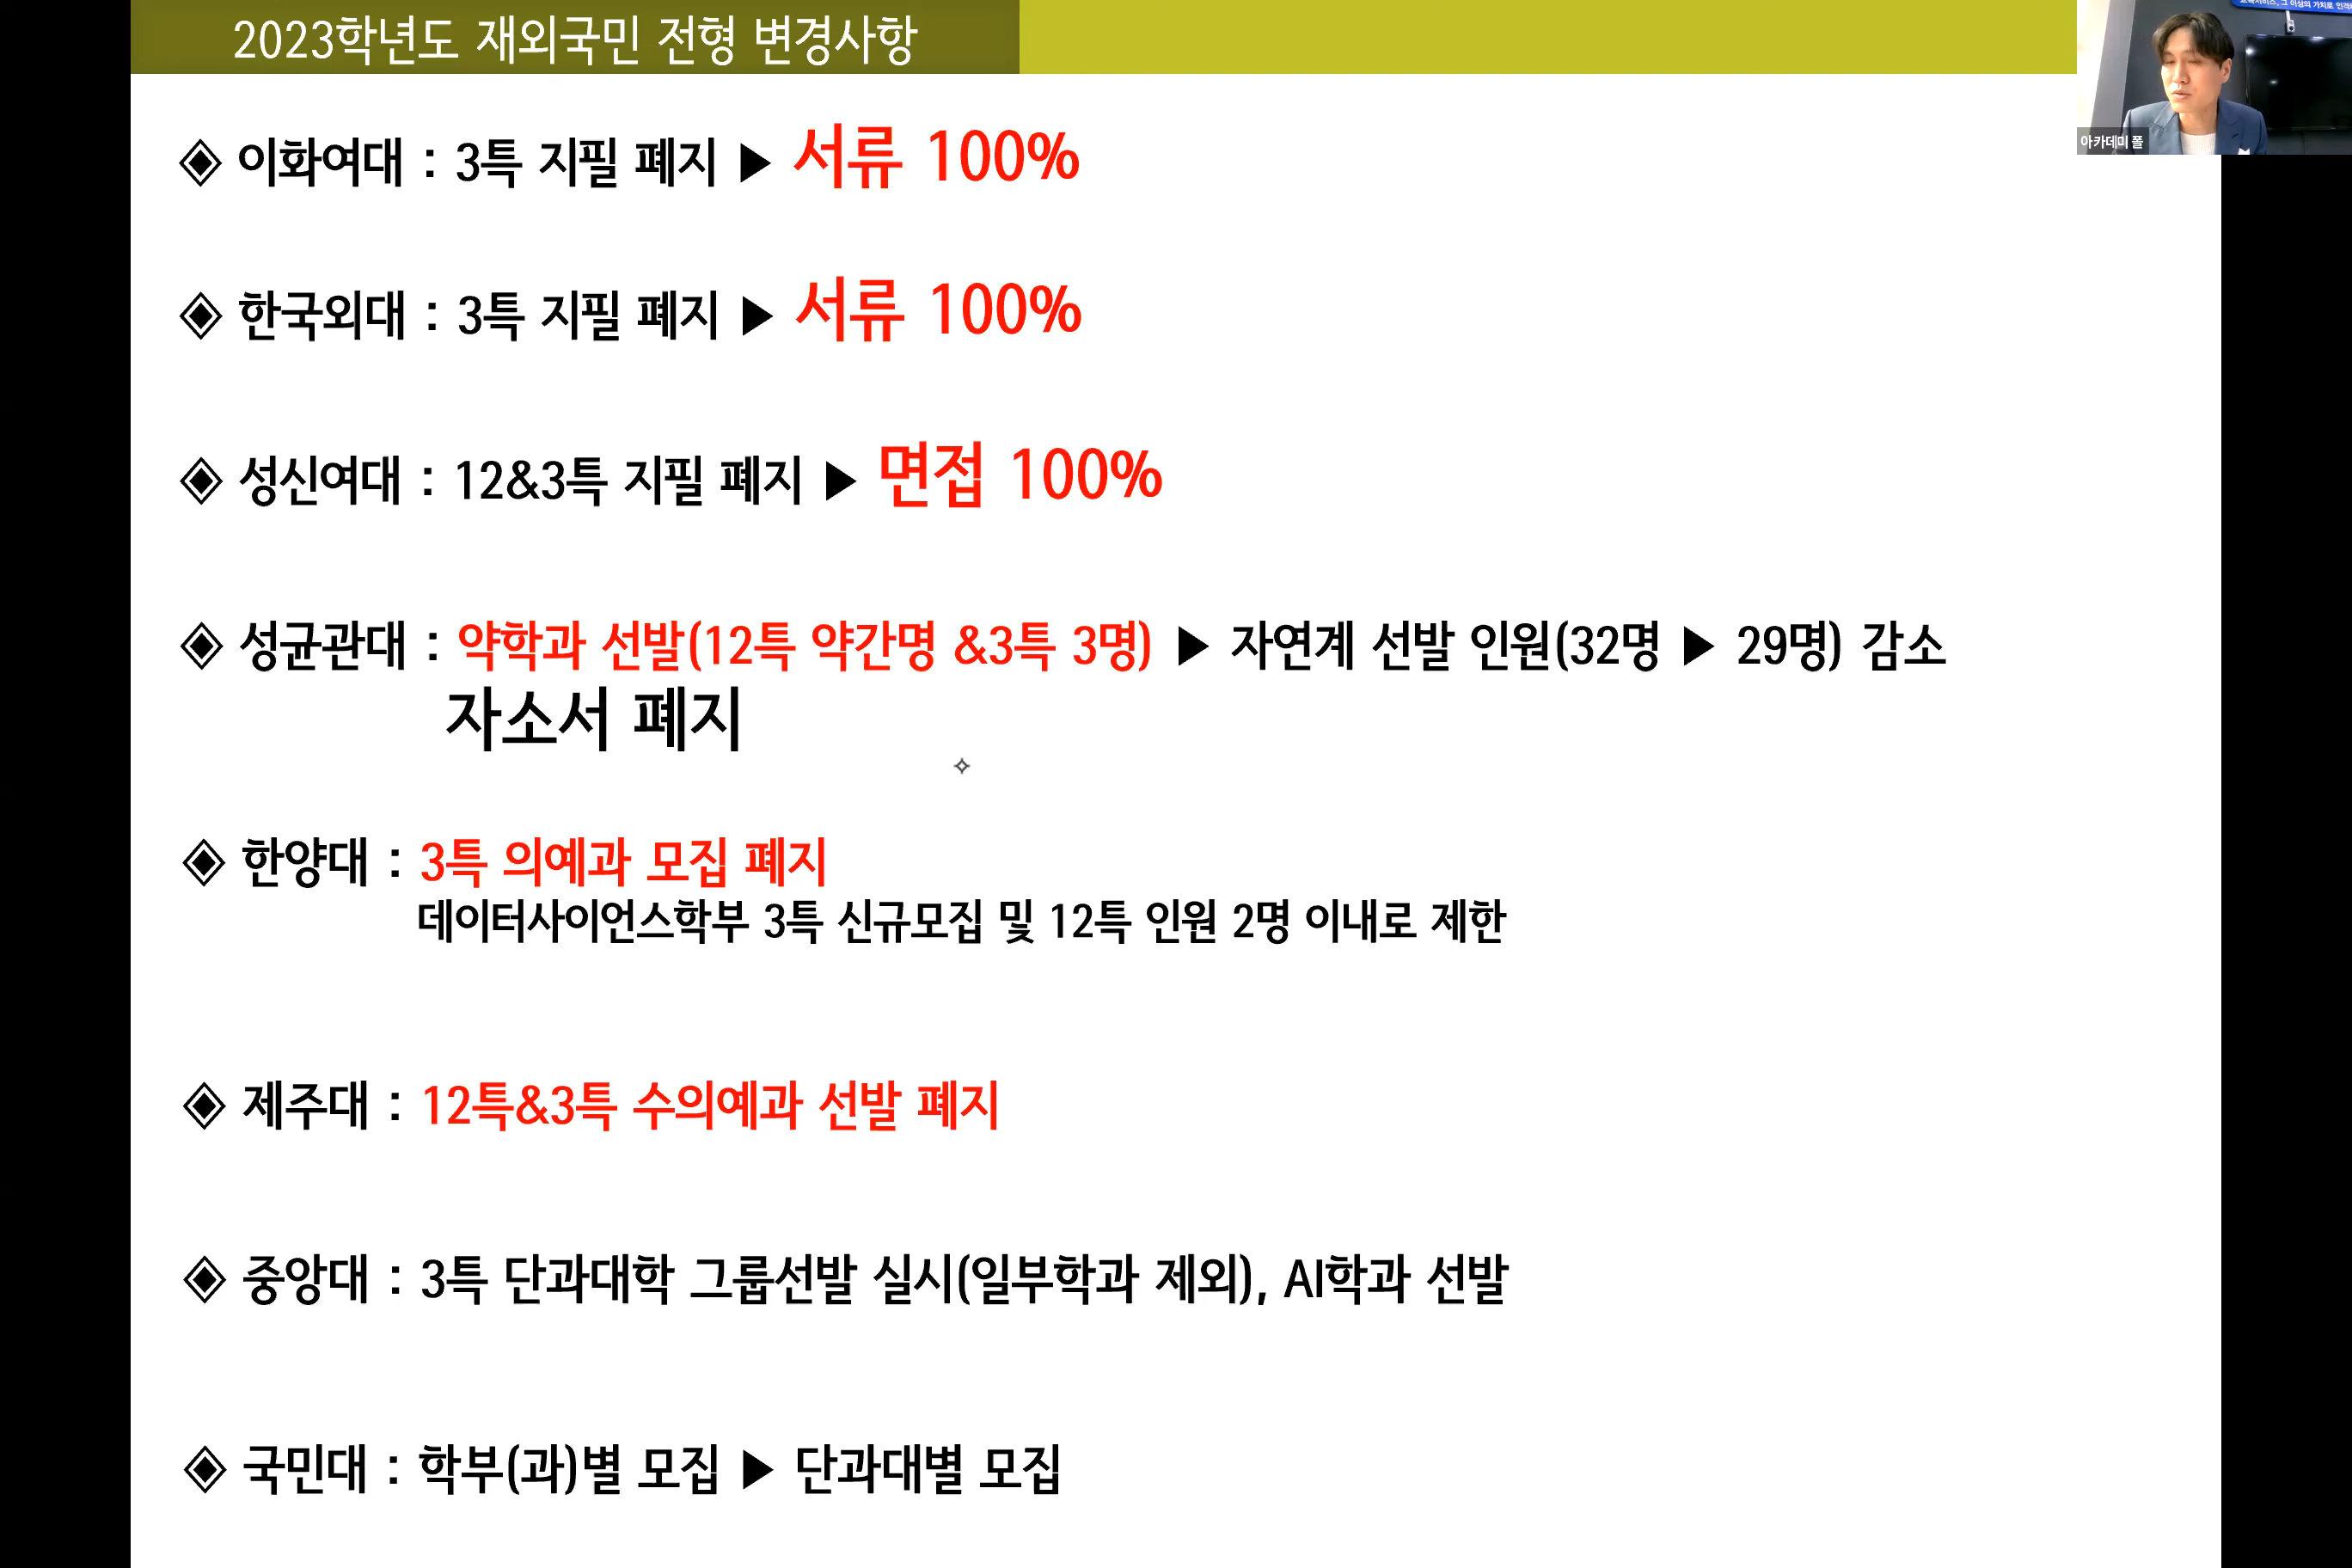 2023학년도 재외국민 전형 변경사항
◈ 이화여대 : 3특 지필 폐지 ▶ 서류 100%
◈ 한국외대 : 3특 지필 폐지 ▶ 서류 100%
◈ 성신여대 : 12&3특 지필 폐지 ▶ 면접 100%
◈ 성균관대 : 약학과 선발(12특 약간명 &3특 3명) ▶ 자연계 선발 인원(32명 ▶ 29명) 감소
자소서 폐지
◈ 한양대 : 3특 의예과 모집 폐지
데이터사이언스학부 3특 신규모집 및 12특 인원 2명 이내로 제한
◈ 제주대 : 12특&3특 수의예과 선발 폐지
◈ 중앙대 : 3특 단과대학 그룹선발 실시(일부학과 제외), AI학과 선발
◈ 국민대 : 학부(과)별 모집 ▶ 단과대별 모집
그 이상의 가치로
아카데미 폴